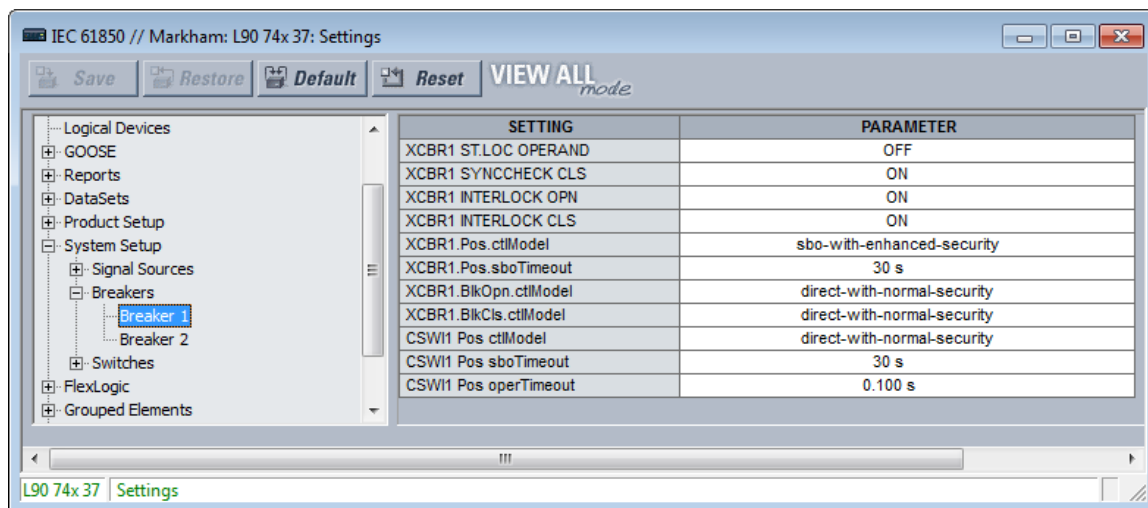 IEC 61850 // Markham: L90 74x 37: Settings
Save Restore Default Reset VIEW ALL mode
Logical Devices
GOOSE
Reports
DataSets
Product Setup
System Setup
Signal Sources
Breakers
Breaker 1
Breaker 2
Switches
FlexLogic
Grouped Elements
SETTING PARAMETER
XCBR1 ST.LOC OPERAND OFF
XCBR1 SYNCCHECK CLS ON
XCBR1 INTERLOCK OPN ON
XCBR1 INTERLOCK CLS ON
XCBR1.Pos.ctlModel sbo-with-enhanced-security
XCBR1.Pos.sboTimeout 30 s
XCBR1.BlkOpn.ctlModel direct-with-normal-security
XCBR1.BlkCls.ctlModel direct-with-normal-security
CSWI1 Pos ctlModel direct-with-normal-security
CSWI1 Pos sboTimeout 30 s
CSWI1 Pos operTimeout 0.100 s
L90 74x 37 Settings